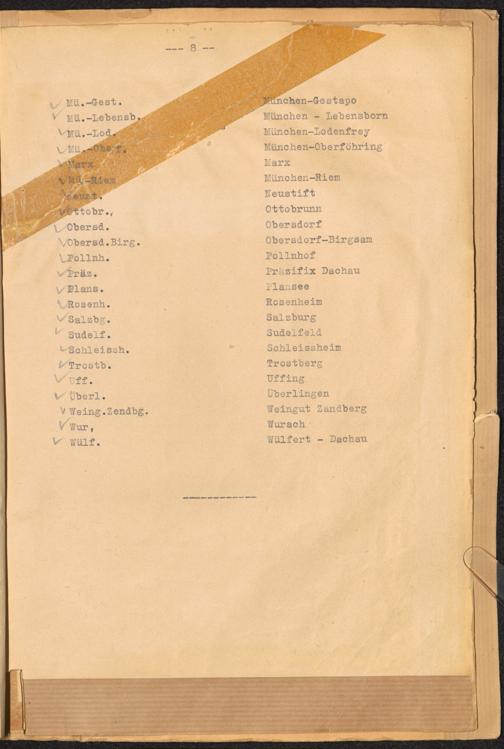 --- 8 --
Mü.-Gest. München-Gestapo
Mü.-Lebensb. München - Lebensborn
Mü.-Lod. München-Lodenfrey
Mü.-Oberf. München-Oberföhring
Marx Marx
Mü.-Riem München-Riem
Neust. Neustift
Ottobr., Ottobrunn
Obersd. Obersdorf
Obersd.Birg. Obersdorf-Birgsam
Pollnh. Pollnhof
Präz. Präzifix Dachau
Plans. Plansee
Rosenh. Rosenheim
Salzbg. Salzburg
Sudelf. Sudelfeld
Schleissh. Schleissheim
Trostb. Trostberg
Uff. Uffing
Überl. Überlingen
Weing.Zendbg. Weingut Zandberg
Wur, Wurach
Wülf. Wülfert - Dachau